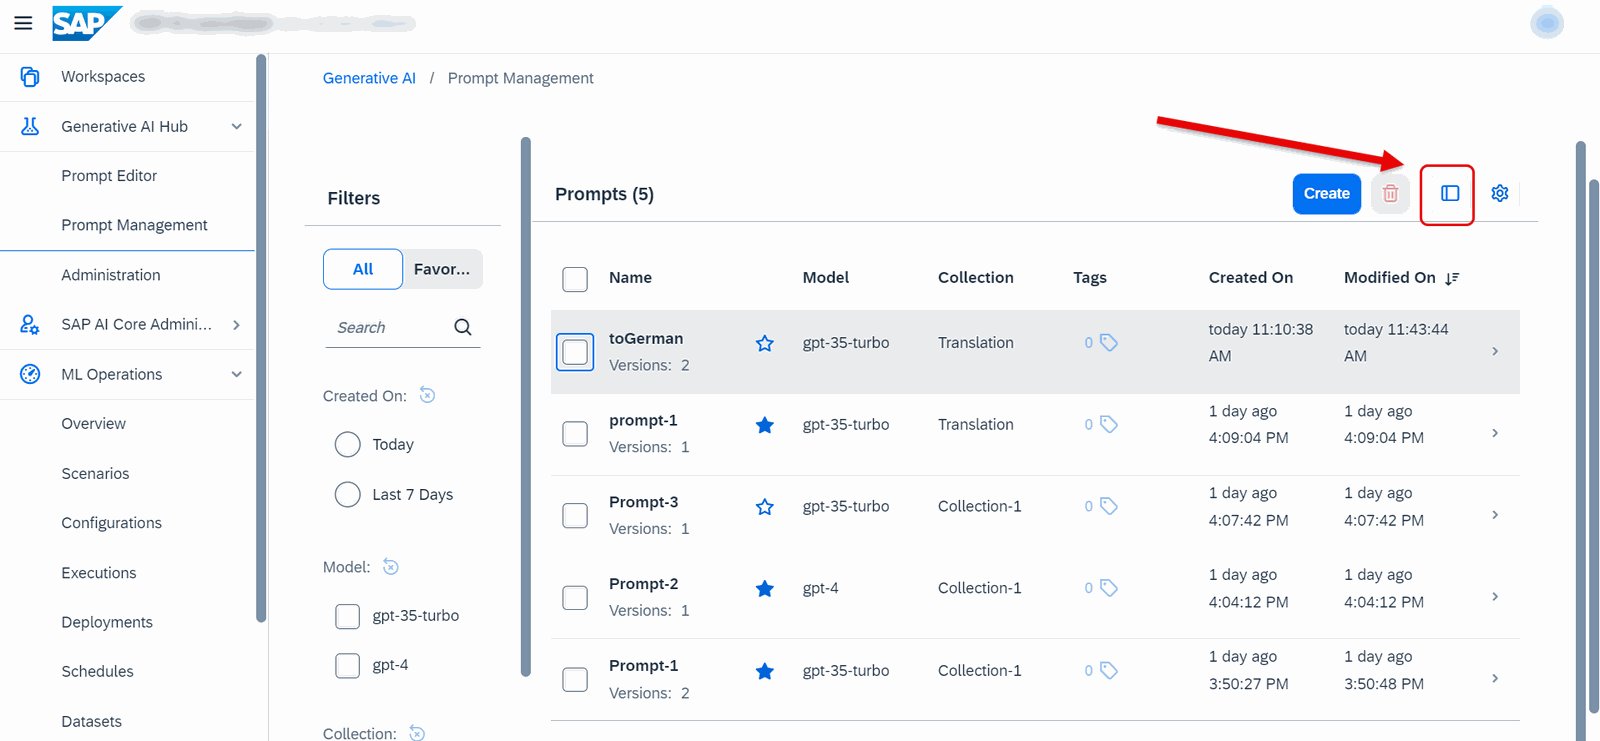 SAP
Workspaces
Generative AI Hub
Prompt Editor
Prompt Management
Administration
SAP AI Core Admini...
ML Operations
Overview
Scenarios
Configurations
Executions
Deployments
Schedules
Datasets
Generative AI / Prompt Management
Filters
All Favor...
Search
Created On:
Today
Last 7 Days
Model:
gpt-35-turbo
gpt-4
Collection:
Prompts (5)
Create
Name Model Collection Tags Created On Modified On
toGerman gpt-35-turbo Translation 0 today 11:10:38 today 11:43:44
Versions: 2 AM AM
prompt-1 gpt-35-turbo Translation 0 1 day ago 1 day ago
Versions: 1 4:09:04 PM 4:09:04 PM
Prompt-3 gpt-35-turbo Collection-1 0 1 day ago 1 day ago
Versions: 1 4:07:42 PM 4:07:42 PM
Prompt-2 gpt-4 Collection-1 0 1 day ago 1 day ago
Versions: 1 4:04:12 PM 4:04:12 PM
Prompt-1 gpt-35-turbo Collection-1 0 1 day ago 1 day ago
Versions: 2 3:50:27 PM 3:50:48 PM